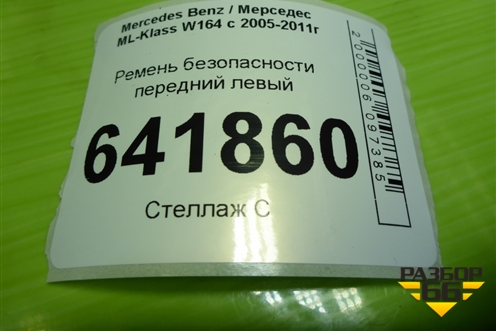 Mercedes Benz / Мерседес
ML-Klass W164 с 2005-2011г
Ремень безопасности
передний левый
641860
Стеллаж С
2000006097385
РАЗБОР
66